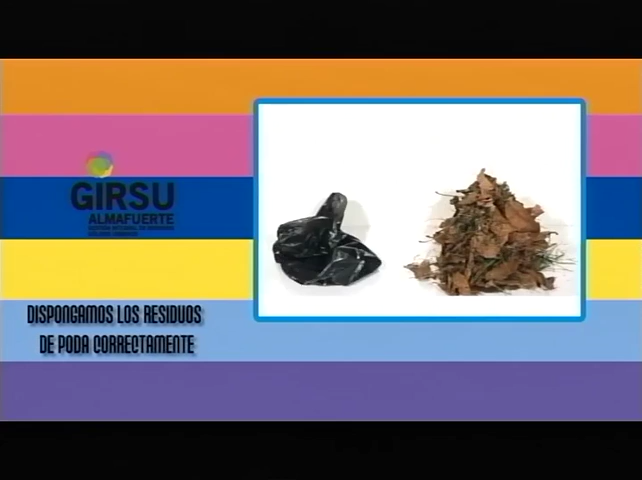 GIRSU
ALMAFUERTE
DISPONGAMOS LOS RESIDUOS
DE PODA CORRECTAMENTE